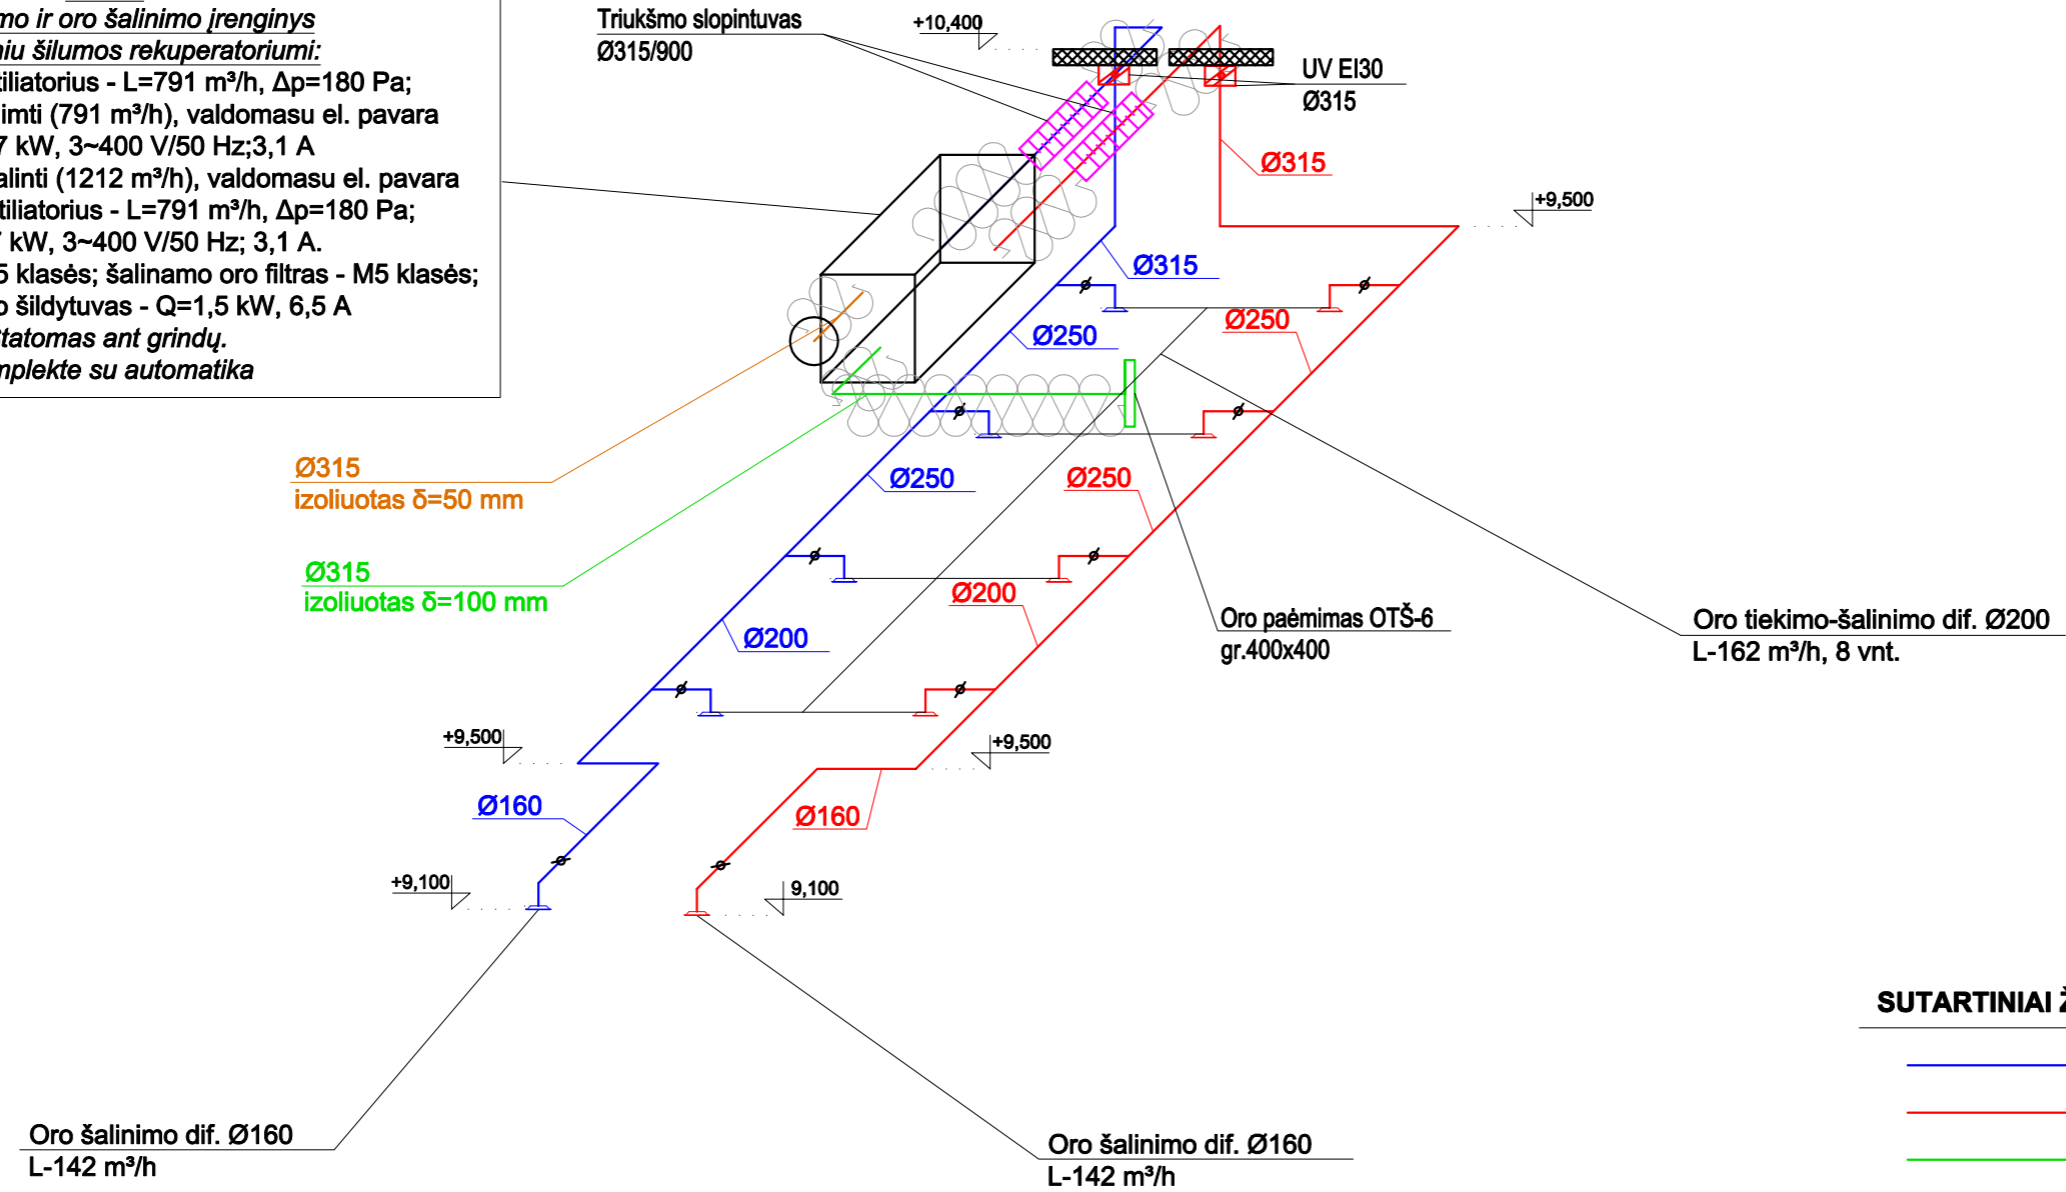 mo ir oro šalinimo įrenginys
niu šilumos rekuperatoriumi:
tiliatorius - L=791 m³/h, Δp=180 Pa;
imti (791 m³/h), valdomasu el. pavara
7 kW, 3~400 V/50 Hz;3,1 A
alinti (1212 m³/h), valdomasu el. pavara
tiliatorius - L=791 m³/h, Δp=180 Pa;
7 kW, 3~400 V/50 Hz; 3,1 A.
5 klasės; šalinamo oro filtras - M5 klasės;
o šildytuvas - Q=1,5 kW, 6,5 A
Statomas ant grindų.
mplekte su automatika
Triukšmo slopintuvas
Ø315/900
+10,400
UV EI30
Ø315
Ø315
+9,500
Ø315
Ø250
Ø250
Ø315
izoliuotas δ=50 mm
Ø250
Ø250
Ø315
izoliuotas δ=100 mm
Ø200
Ø200
Oro paėmimas OTŠ-6
gr.400x400
Oro tiekimo-šalinimo dif. Ø200
L-162 m³/h, 8 vnt.
+9,500
+9,500
Ø160
Ø160
+9,100
9,100
SUTARTINIAI Ž
Oro šalinimo dif. Ø160
L-142 m³/h
Oro šalinimo dif. Ø160
L-142 m³/h